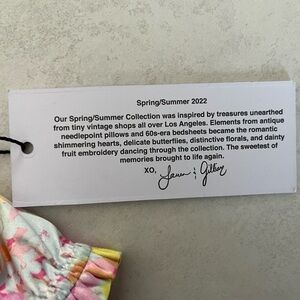 Spring/Summer 2022
Our Spring/Summer Collection was inspired by treasures unearthed
from tiny vintage shops all over Los Angeles. Elements from antique
needlepoint pillows and 60s-era bedsheets became the romantic
shimmering hearts, delicate butterflies, distinctive florals, and dainty
fruit embroidery dancing through the collection. The sweetest of
memories brought to life again.
XO,